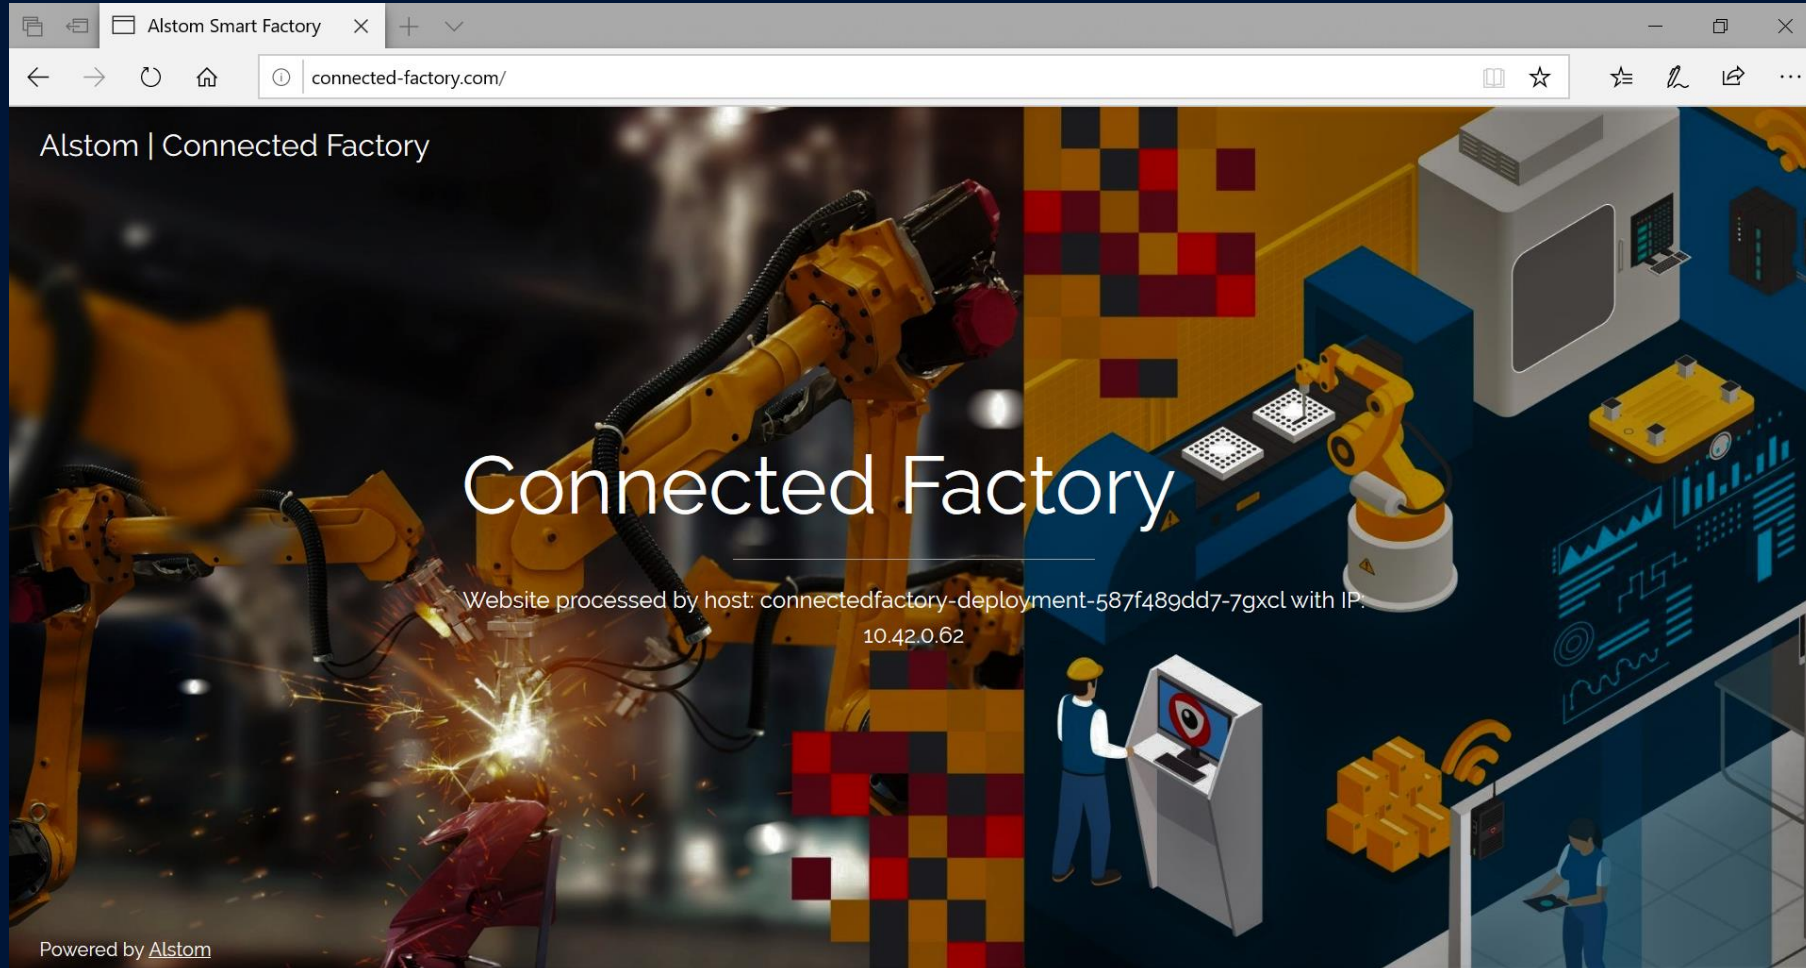 Alstom Smart Factory
connected-factory.com/
Alstom | Connected Factory
Connected Factory
Website processed by host: connectedfactory-deployment-587f489dd7-7gxcl with IP:
10.42.0.62
Powered by Alstom